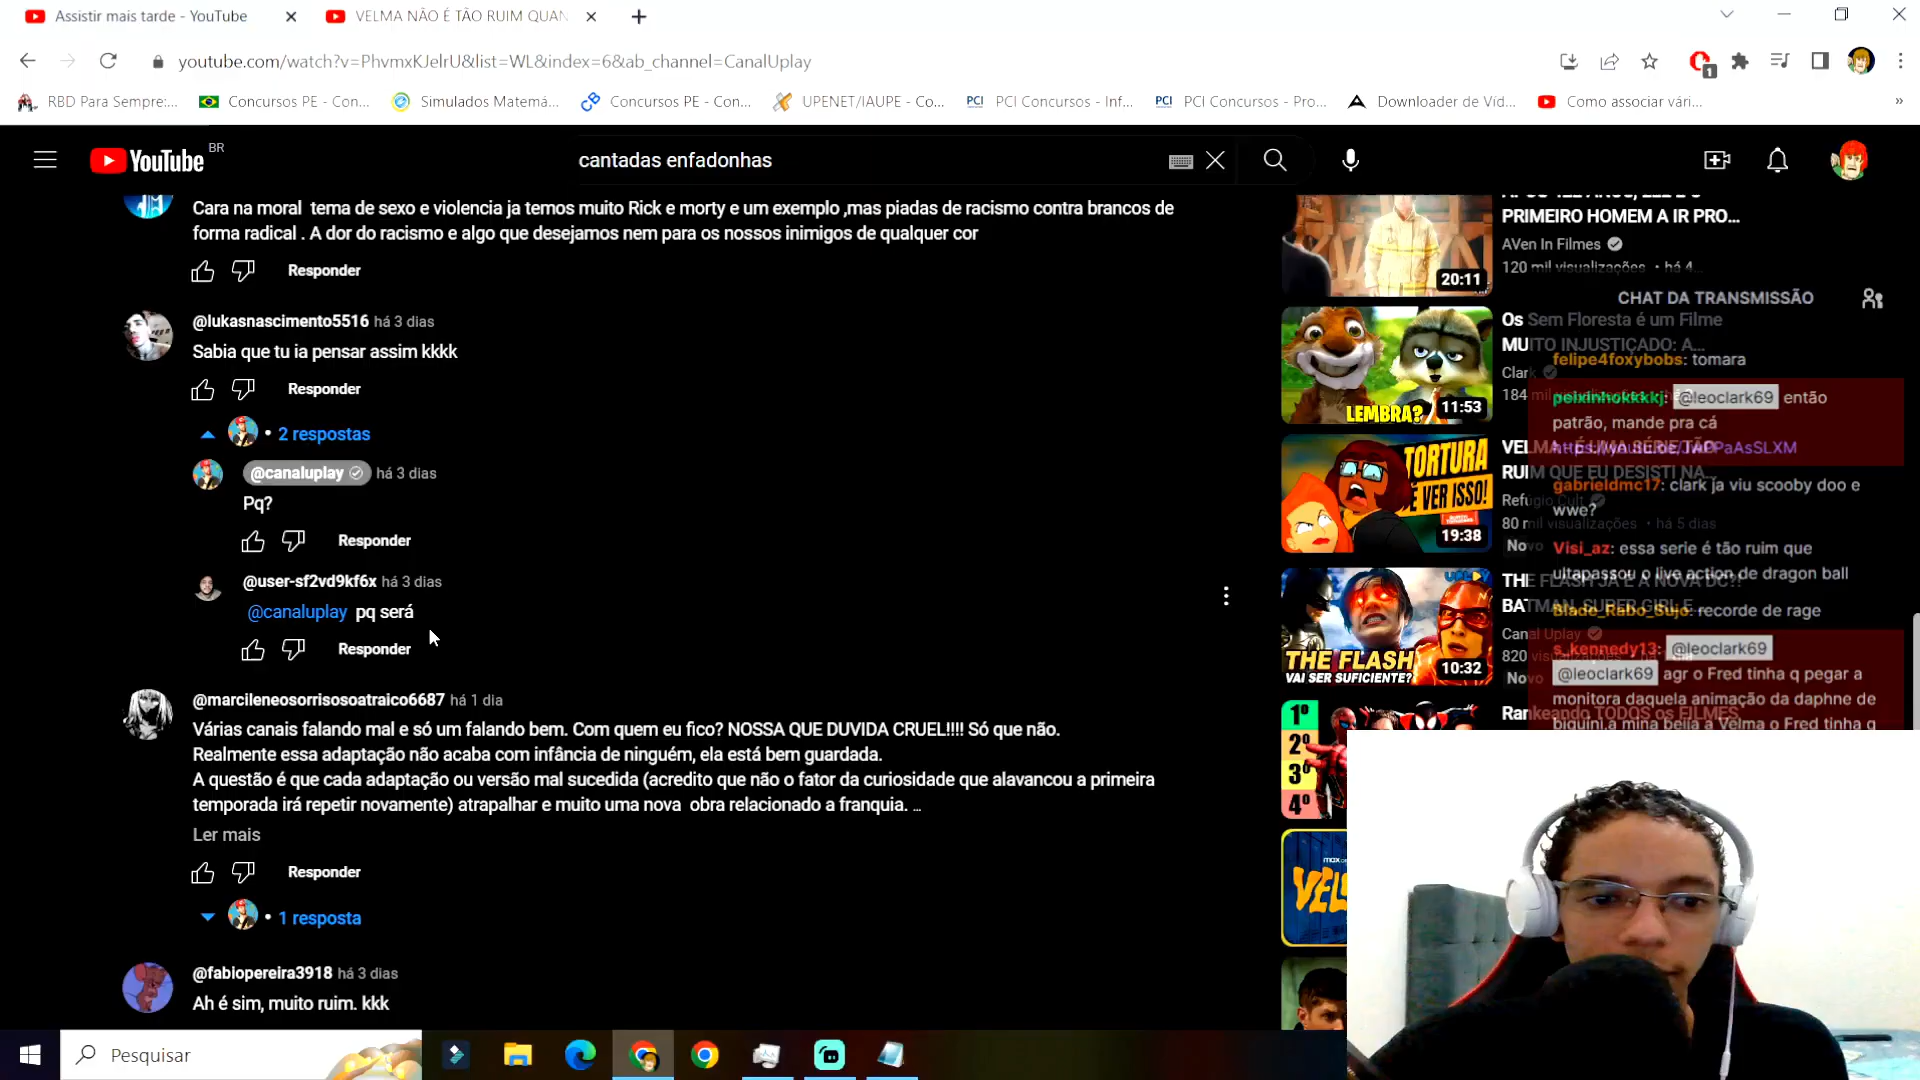 Assistir mais tarde - YouTube
VELMA NÃO É TÃO RUIM QUAN
youtube.com/watch?v=PhvmxKJelrU&list=WL&index=6&ab_channel=CanalUplay
1
RBD Para Sempre:...
Concursos PE - Con...
Simulados Matemá...
Concursos PE - Con...
UPENET/IAUPE - Co...
PCI Concursos - Inf...
PCI Concursos - Pro...
Downloader de Víd...
Como associar vári...
YouTube BR
cantadas enfadonhas
Cara na moral tema de sexo e violencia ja temos muito Rick e morty e um exemplo ,mas piadas de racismo contra brancos de
forma radical . A dor do racismo e algo que desejamos nem para os nossos inimigos de qualquer cor
Responder
@lukasnascimento5516 há 3 dias
Sabia que tu ia pensar assim kkkk
Responder
• 2 respostas
@canaluplay há 3 dias
Pq?
Responder
@user-sf2vd9kf6x há 3 dias
@canaluplay pq será
Responder
@marcileneosorrisosoatraico6687 há 1 dia
Várias canais falando mal e só um falando bem. Com quem eu fico? NOSSA QUE DUVIDA CRUEL!!!! Só que não.
Realmente essa adaptação não acaba com infância de ninguém, ela está bem guardada.
A questão é que cada adaptação ou versão mal sucedida (acredito que não o fator da curiosidade que alavancou a primeira
temporada irá repetir novamente) atrapalhar e muito uma nova obra relacionado a franquia. ...
Ler mais
Responder
• 1 resposta
@fabiopereira3918 há 3 dias
Ah é sim, muito ruim. kkk
PRIMEIRO HOMEM A IR PRO...
AVen In Filmes
120 mil visualizações • há 4...
20:11
CHAT DA TRANSMISSÃO
Os Sem Floresta é um Filme
MUITO INJUSTIÇADO: A...
Clark
184 mil
LEMBRA?
11:53
felipe4foxybobs: tomara
peixinhokkkkj: @leoclark69 então
patrão, mande pra cá
gabrieldmc17: clark ja viu scooby doo e
wwe?
VELMA - É UMA SÉRIE TÃO
RUIM QUE EU DESISTI NA...
Refúgio Cult
80 mil visualizações • há 5 dias
Novo
TORTURA
É VER ISSO!
19:38
Visi_az: essa serie é tão ruim que
ultapassou o live action de dragon ball
Blade_Rabo_Sujo: recorde de rage
THE FLASH JÁ É A NOVA DC?!
BATMAN, SUPER GIRL E...
Canal Uplay
820 visualizações
Novo
UPLAY
THE FLASH
VAI SER SUFICIENTE?
10:32
s_kennedy13: @leoclark69
@leoclark69 agr o Fred tinha q pegar a
monitora daquela animação da daphne de
biquini,a mina beija a Velma o Fred tinha q
Rankeando TODOS os FILMES
1º
2º
3º
4º
max
VEL
Pesquisar